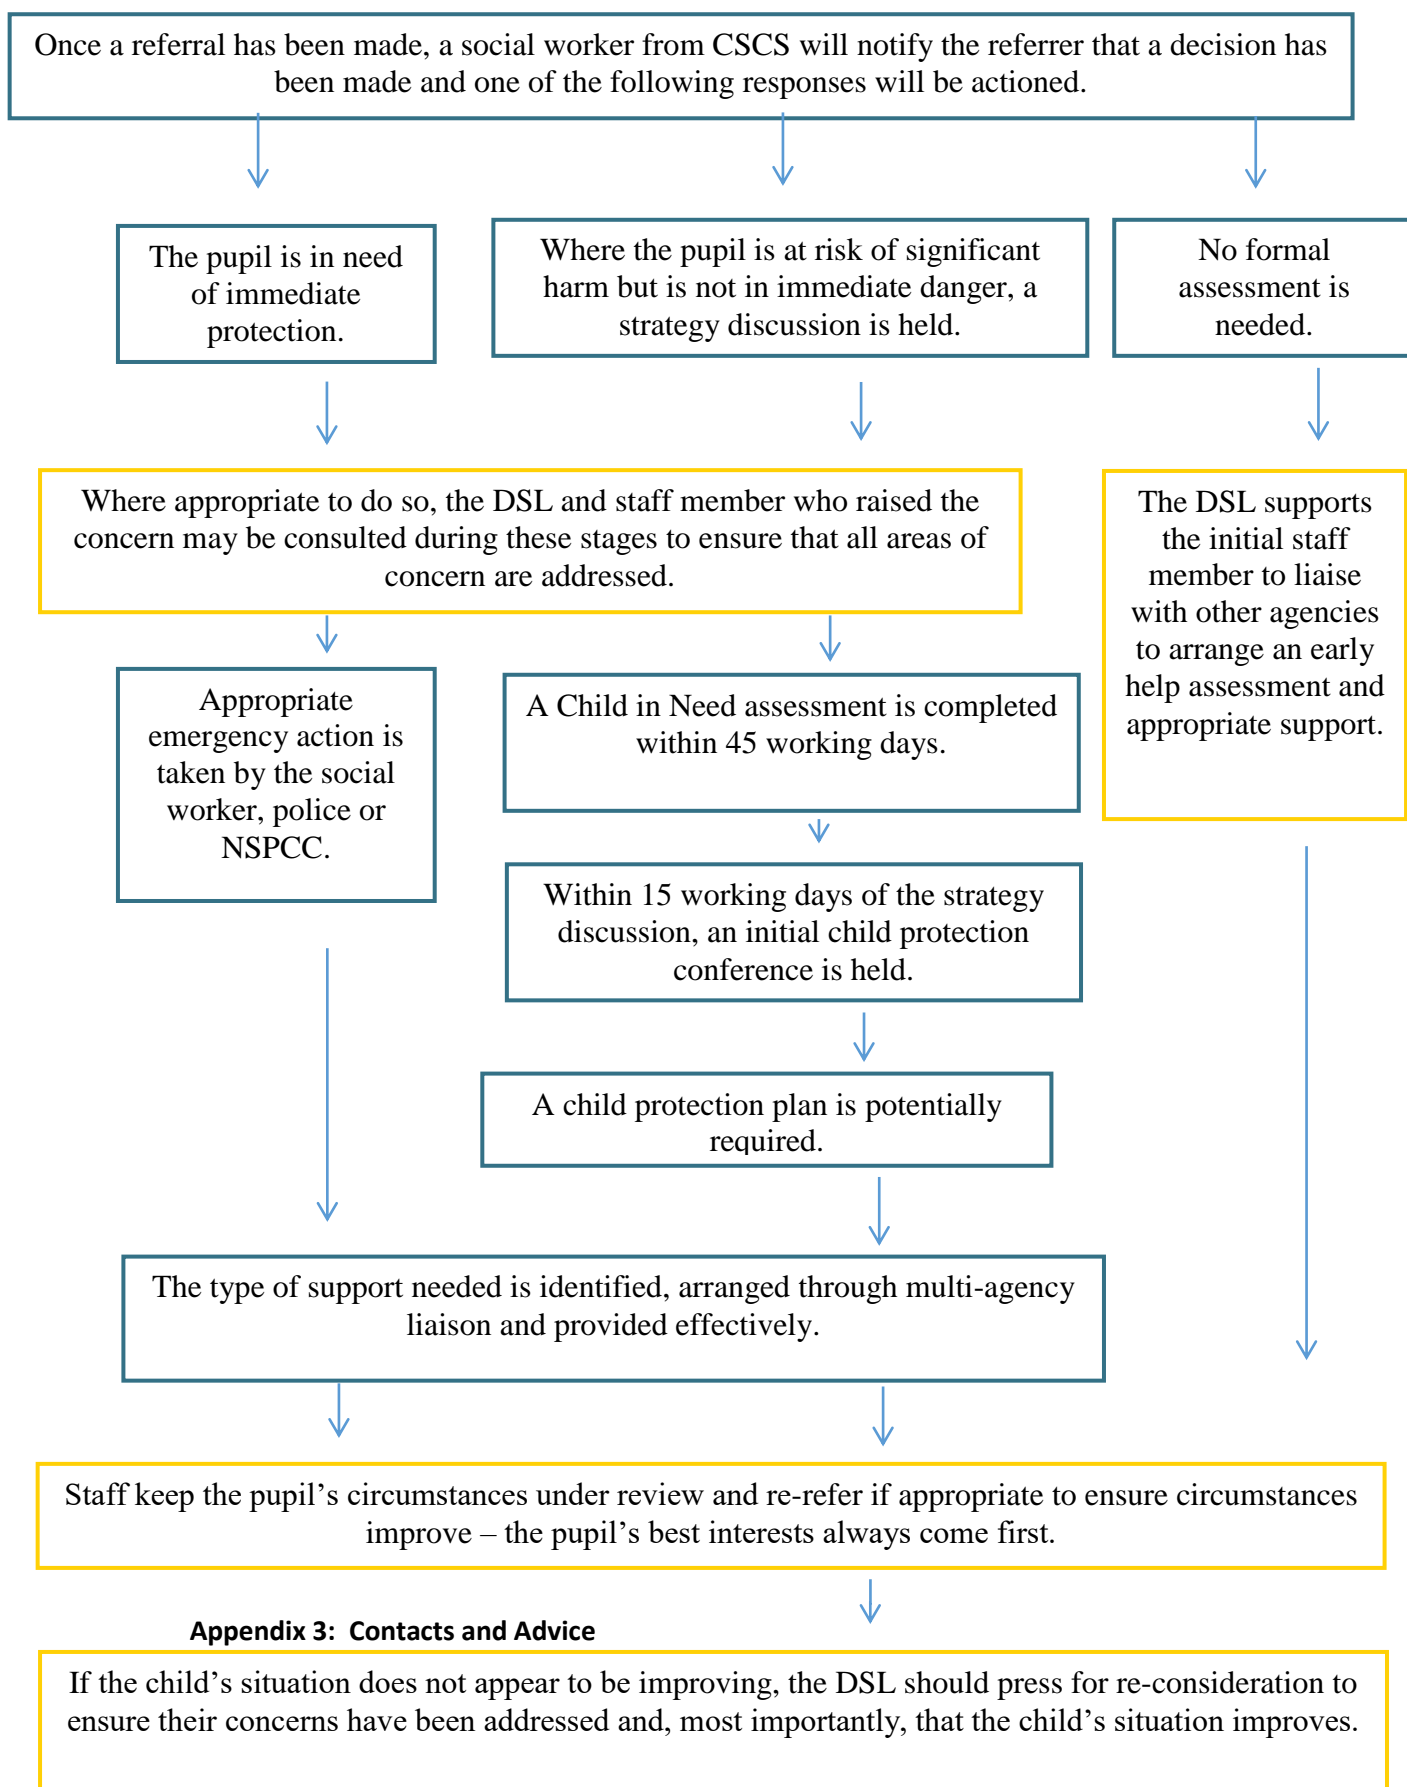 Once a referral has been made, a social worker from CSCS will notify the referrer that a decision has
been made and one of the following responses will be actioned.
The pupil is in need
of immediate
protection.
Where the pupil is at risk of significant
harm but is not in immediate danger, a
strategy discussion is held.
No formal
assessment is
needed.
Where appropriate to do so, the DSL and staff member who raised the
concern may be consulted during these stages to ensure that all areas of
concern are addressed.
The DSL supports
the initial staff
member to liaise
with other agencies
to arrange an early
help assessment and
appropriate support.
Appropriate
emergency action is
taken by the social
worker, police or
NSPCC.
A Child in Need assessment is completed
within 45 working days.
Within 15 working days of the strategy
discussion, an initial child protection
conference is held.
A child protection plan is potentially
required.
The type of support needed is identified, arranged through multi-agency
liaison and provided effectively.
Staff keep the pupil’s circumstances under review and re-refer if appropriate to ensure circumstances
improve – the pupil’s best interests always come first.
Appendix 3:  Contacts and Advice
If the child’s situation does not appear to be improving, the DSL should press for re-consideration to
ensure their concerns have been addressed and, most importantly, that the child’s situation improves.